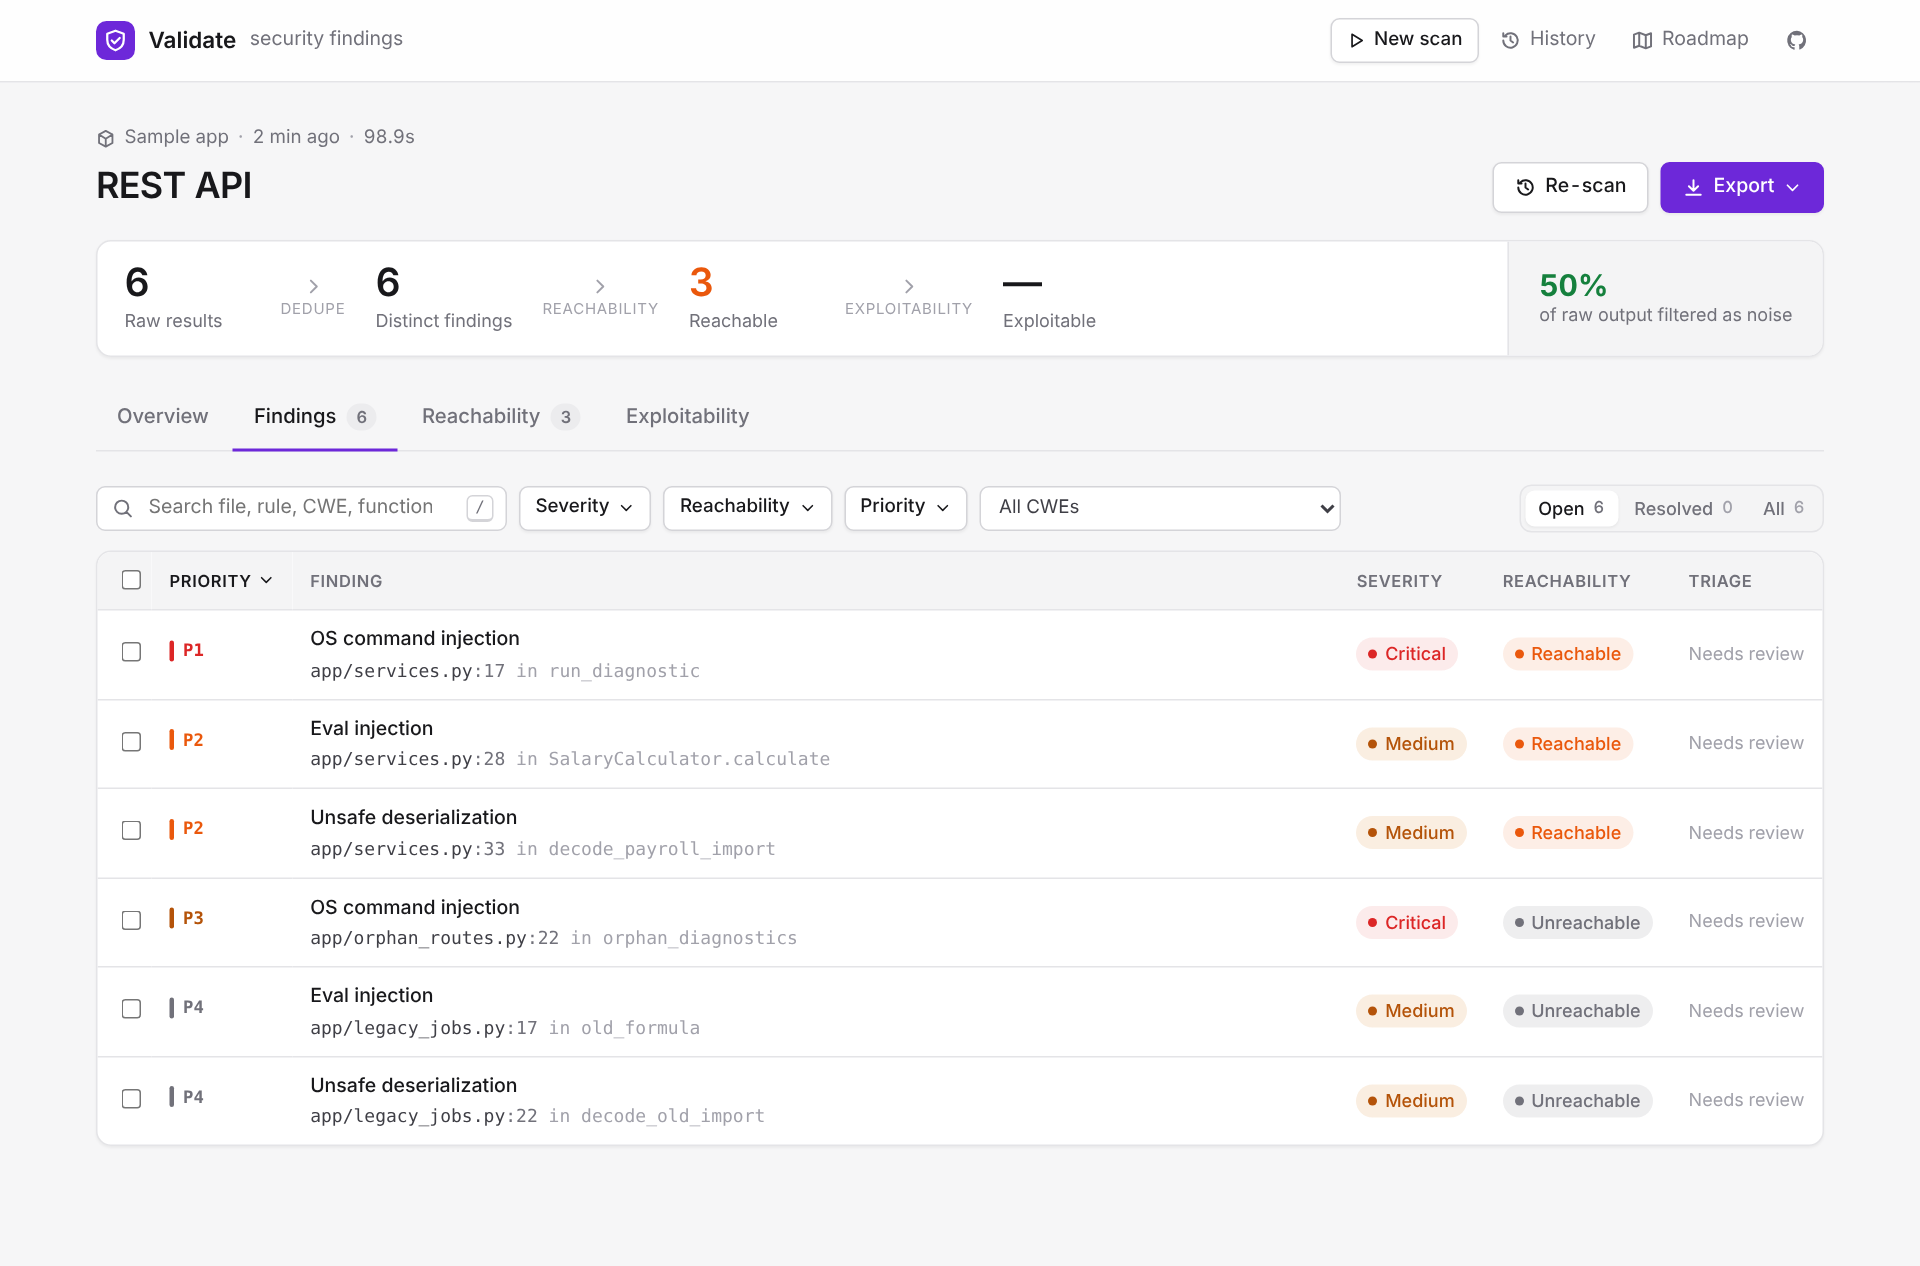 Validate security findings
New scan History Roadmap
Sample app · 2 min ago · 98.9s
REST API
Re-scan Export
6 6 3 — 50%
DEDUPE REACHABILITY EXPLOITABILITY
Raw results Distinct findings Reachable Exploitable of raw output filtered as noise
Overview Findings 6 Reachability 3 Exploitability
Search file, rule, CWE, function / Severity Reachability Priority All CWEs Open 6 Resolved 0 All 6
PRIORITY FINDING SEVERITY REACHABILITY TRIAGE
P1 OS command injection Critical Reachable Needs review
app/services.py:17 in run_diagnostic
P2 Eval injection Medium Reachable Needs review
app/services.py:28 in SalaryCalculator.calculate
P2 Unsafe deserialization Medium Reachable Needs review
app/services.py:33 in decode_payroll_import
P3 OS command injection Critical Unreachable Needs review
app/orphan_routes.py:22 in orphan_diagnostics
P4 Eval injection Medium Unreachable Needs review
app/legacy_jobs.py:17 in old_formula
P4 Unsafe deserialization Medium Unreachable Needs review
app/legacy_jobs.py:22 in decode_old_import